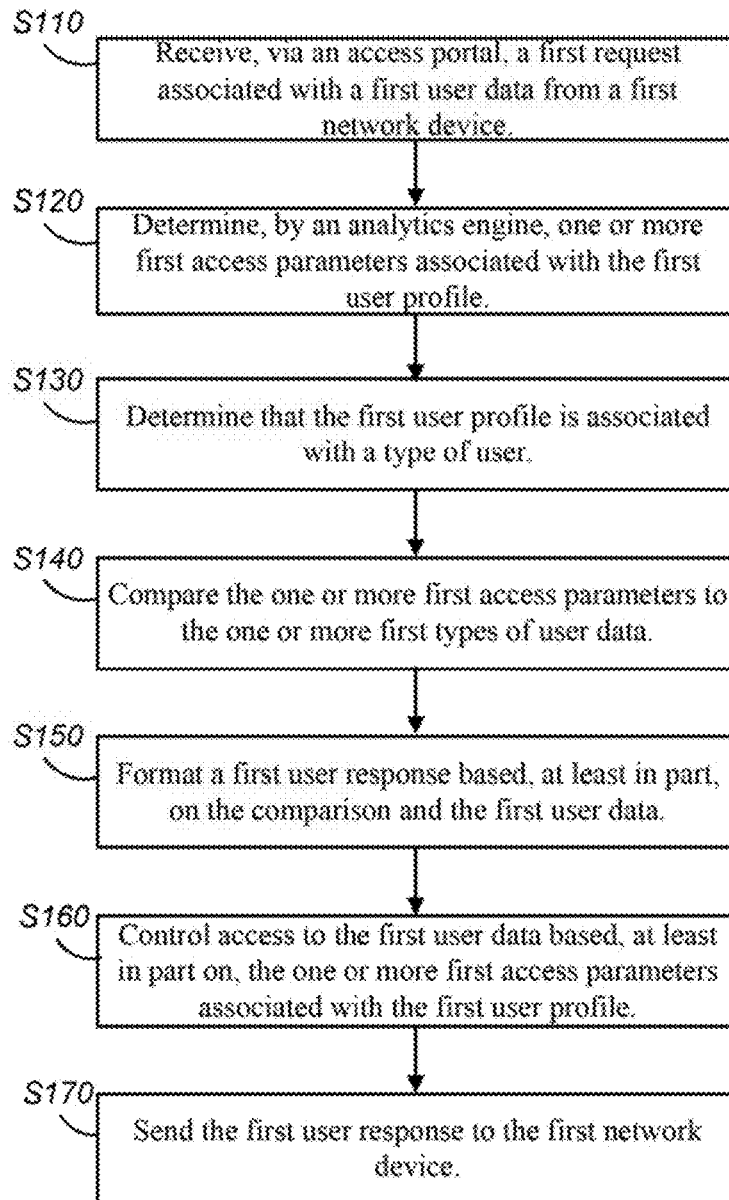 S110
Receive, via an access portal, a first request
associated with a first user data from a first
network device.
S120
Determine, by an analytics engine, one or more
first access parameters associated with the first
user profile.
S130
Determine that the first user profile is associated
with a type of user.
S140
Compare the one or more first access parameters to
the one or more first types of user data.
S150
Format a first user response based, at least in part,
on the comparison and the first user data.
S160
Control access to the first user data based, at least
in part on, the one or more first access parameters
associated with the first user profile.
S170
Send the first user response to the first network
device.